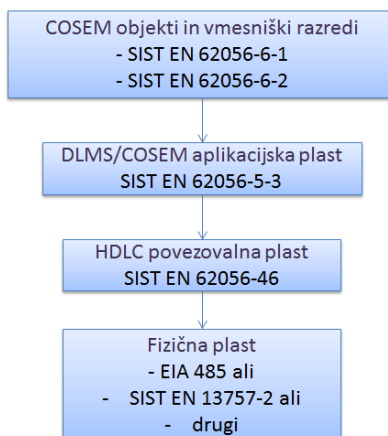 COSEM objekti in vmesniški razredi
- SIST EN 62056-6-1
- SIST EN 62056-6-2
DLMS/COSEM aplikacijska plast
SIST EN 62056-5-3
HDLC povezovalna plast
SIST EN 62056-46
Fizična plast
- EIA 485 ali
- SIST EN 13757-2 ali
- drugi